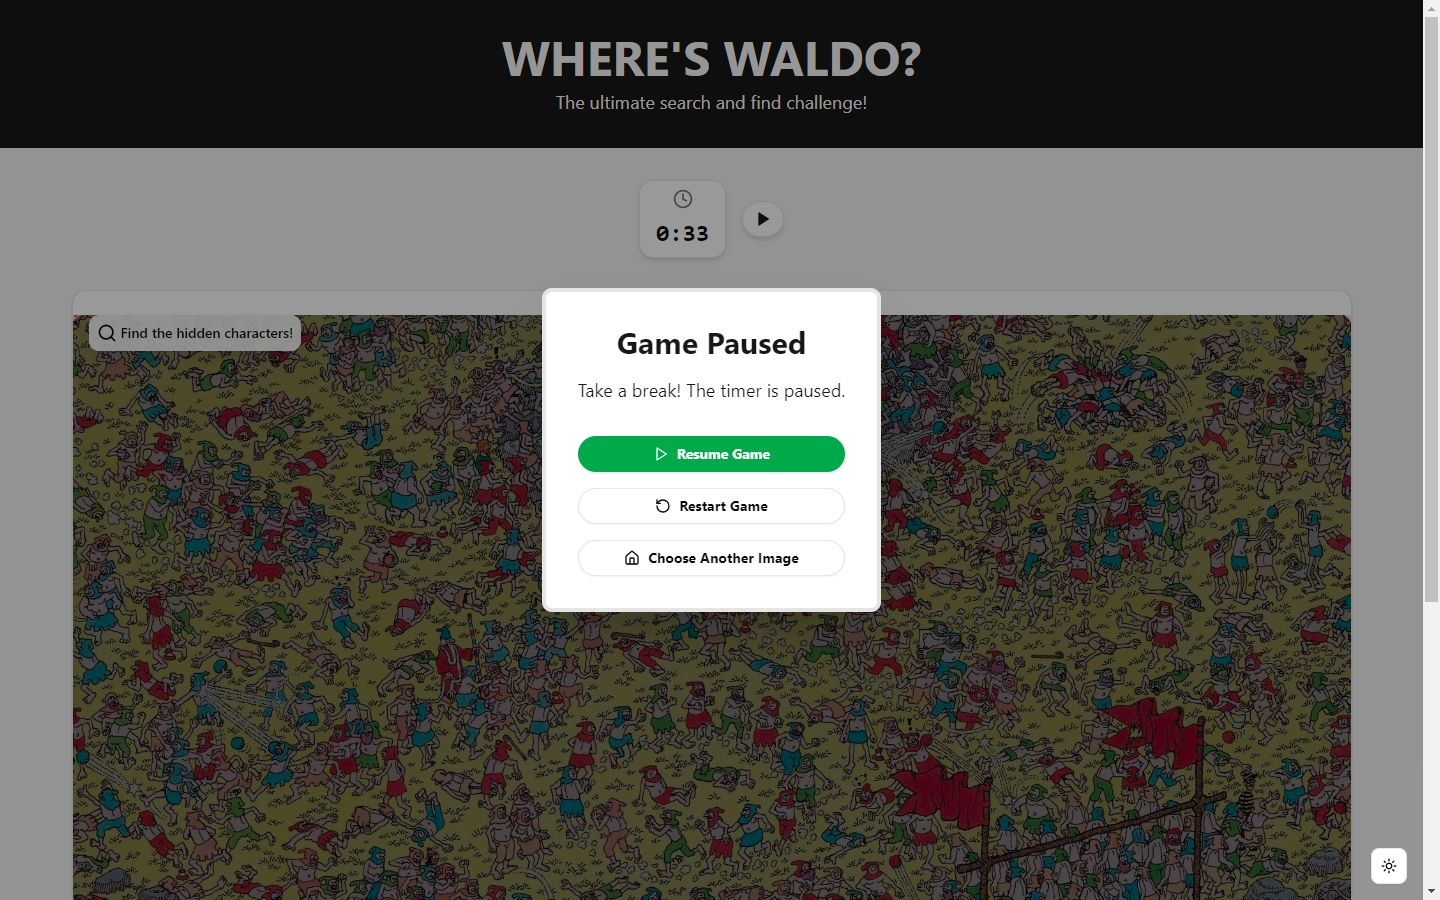 WHERE'S WALDO?
The ultimate search and find challenge!
0:33
Find the hidden characters!
Game Paused
Take a break! The timer is paused.
Resume Game
Restart Game
Choose Another Image